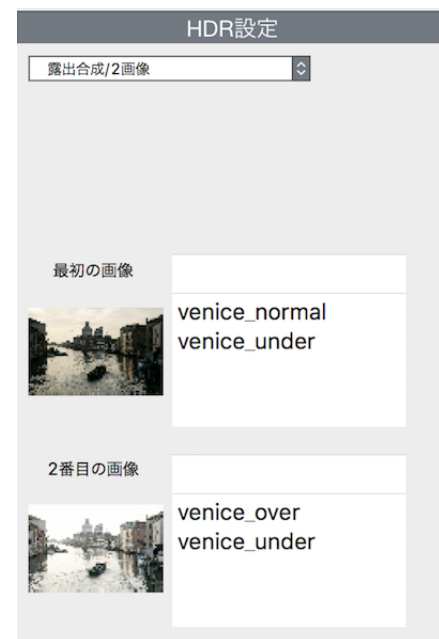 HDR設定
露出合成/2画像
最初の画像
venice_normal
venice_under
2番目の画像
venice_over
venice_under